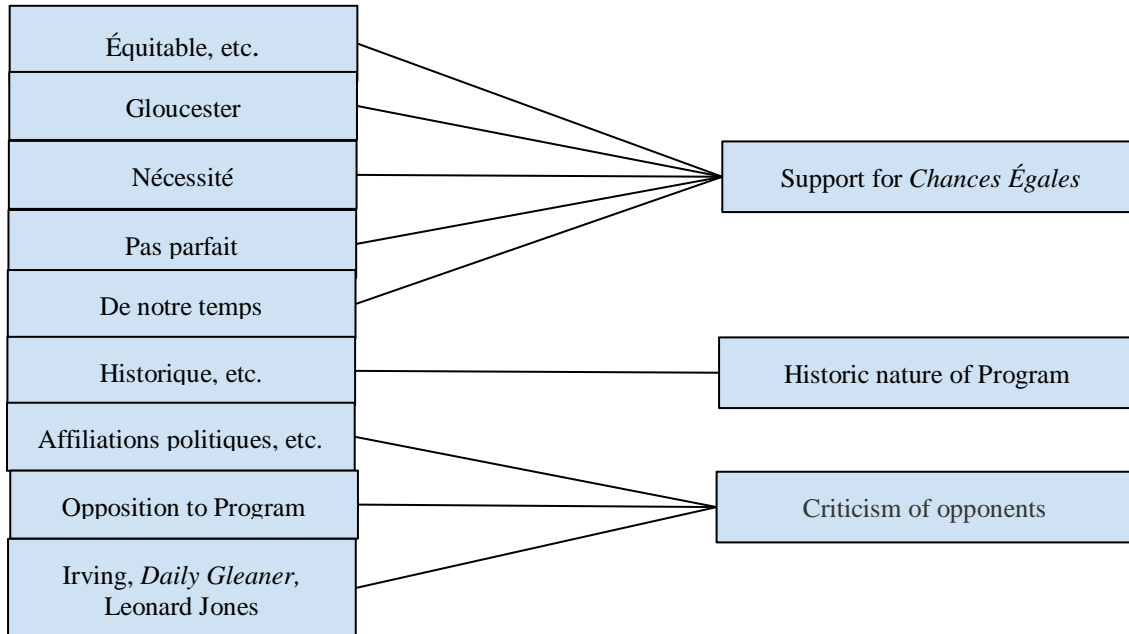 Équitable, etc.
Gloucester
Nécessité
Pas parfait
De notre temps
Historique, etc.
Affiliations politiques, etc.
Opposition to Program
Irving, Daily Gleaner,
Leonard Jones
Support for Chances Égales
Historic nature of Program
Criticism of opponents